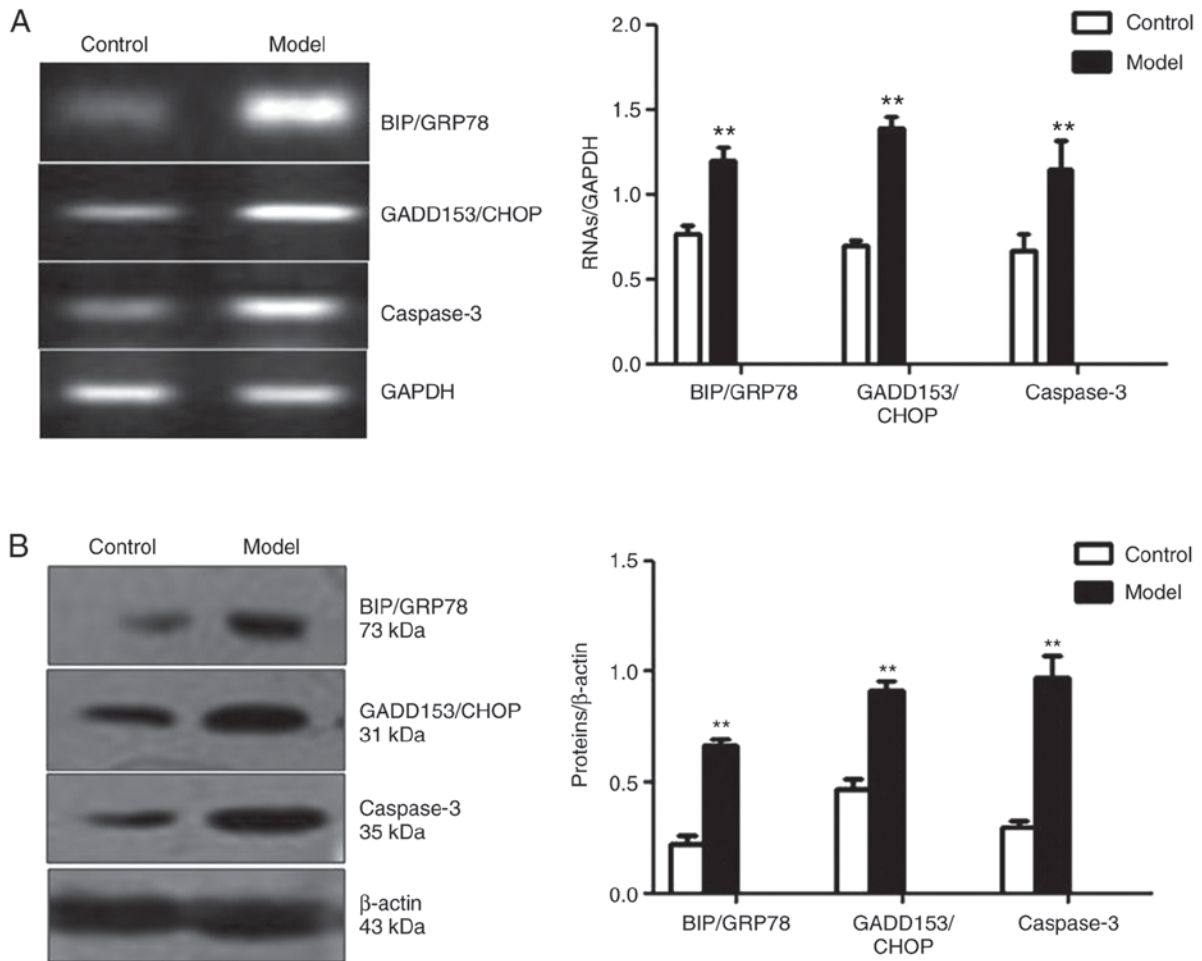 A
Control Model
BIP/GRP78
GADD153/CHOP
Caspase-3
GAPDH
RNAs/GAPDH
2.0
1.5
1.0
0.5
0.0
Control
Model
**
**
**
BIP/GRP78
GADD153/
CHOP
Caspase-3
B
Control Model
BIP/GRP78
73 kDa
GADD153/CHOP
31 kDa
Caspase-3
35 kDa
β-actin
43 kDa
Proteins/β-actin
1.5
1.0
0.5
0.0
Control
Model
**
**
**
BIP/GRP78
GADD153/
CHOP
Caspase-3